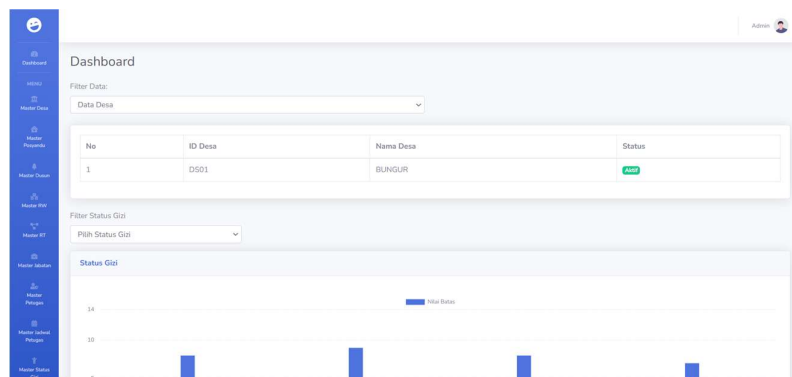 Admin
Dashboard
MENU
Master Desa
Master
Posyandu
Master Dusun
Master RW
Master RT
Master Jabatan
Master
Petugas
Master Jadwal
Petugas
Master Status
Dashboard
Filter Data:
Data Desa
No ID Desa Nama Desa Status
1 DS01 BUNGUR Aktif
Filter Status Gizi
Pilih Status Gizi
Status Gizi
Nilai Batas
14
10